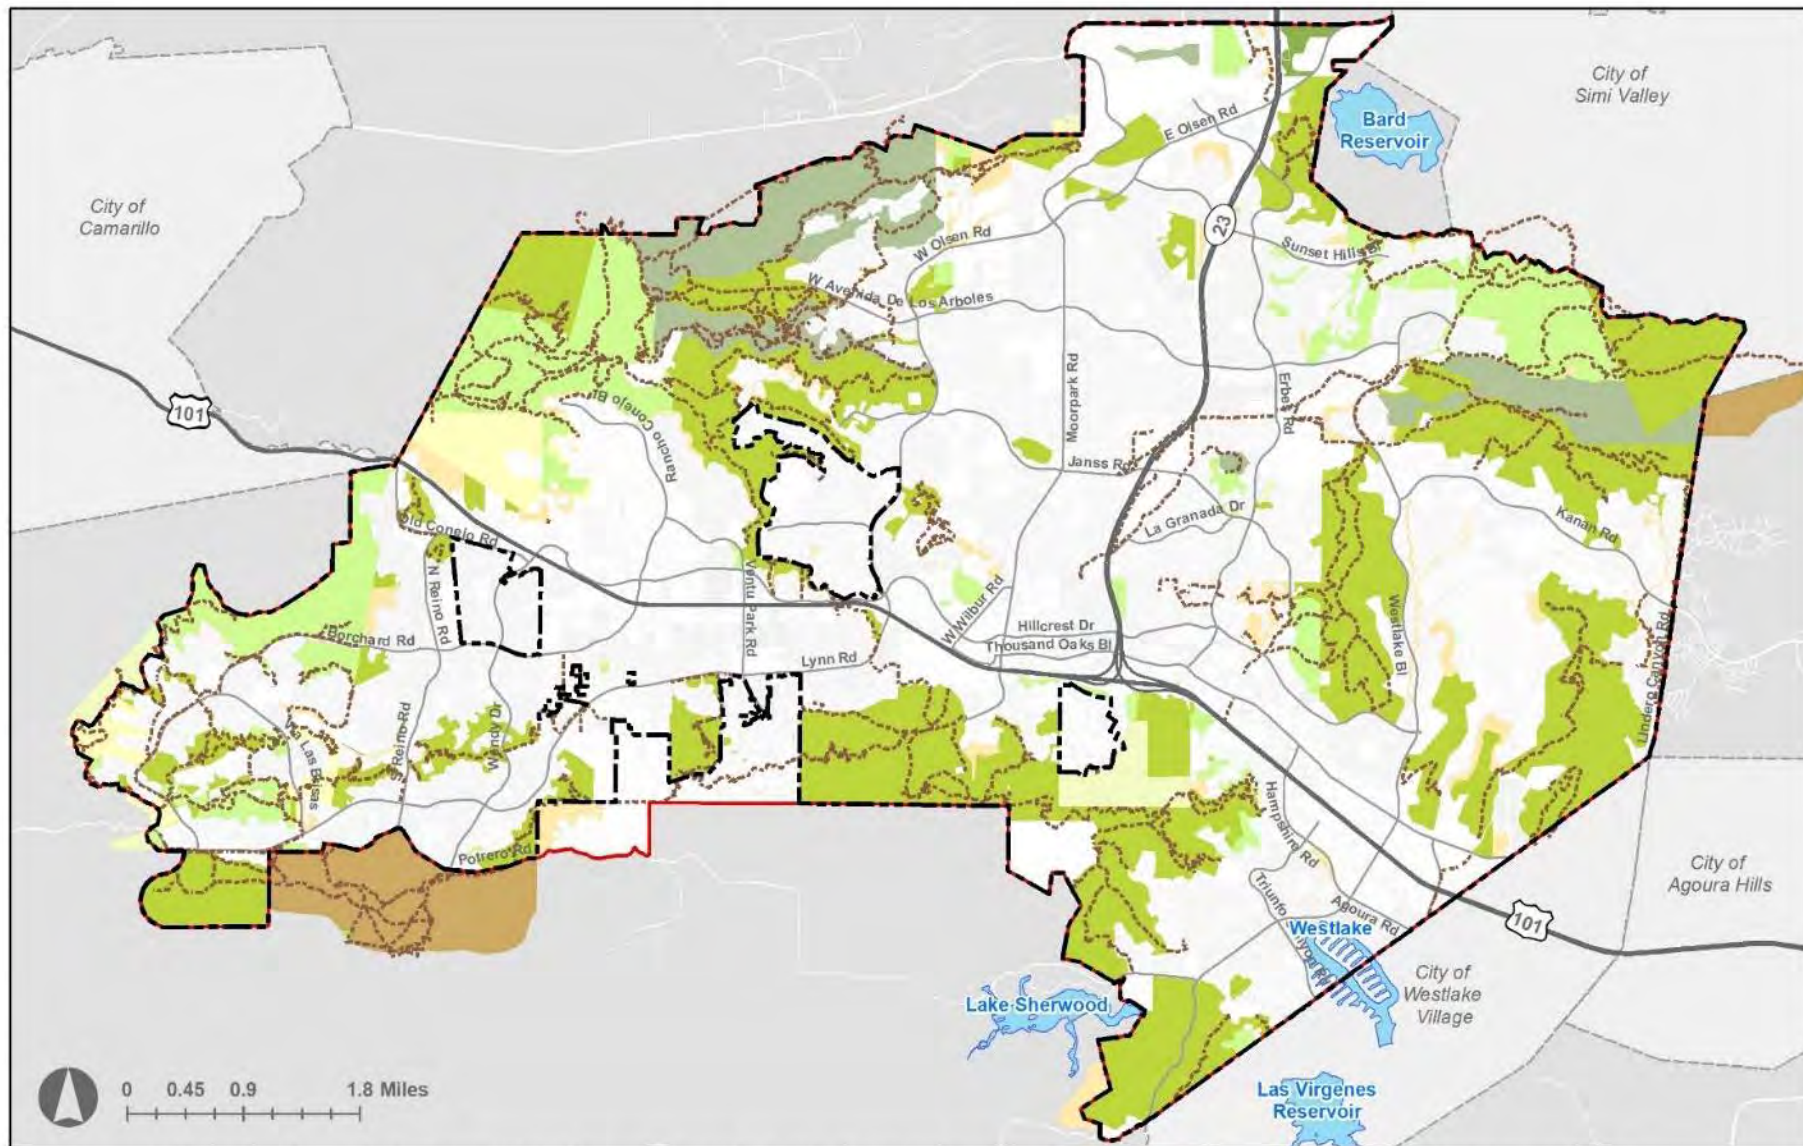 City of
Simi Valley
Bard
Reservoir
E Olsen Rd
City of
Camarillo
23
W Olsen Rd
Sunset Hills Bl
W Avenida De Los Arboles
Moorpark Rd
Erbes Rd
101
Rancho Conejo Bl
Janss Rd
La Granada Dr
Kanan Rd
Old Conejo Rd
N Reino Rd
Ventu Park Rd
W Wilbur Rd
Westlake Bl
Borchard Rd
Hillcrest Dr
Thousand Oaks Bl
Lynn Rd
Lindero Canyon Rd
Via Las Brisas
S Reino Rd
Wendy Dr
Hampshire Rd
Potrero Rd
City of
Agoura Hills
Triunfo Canyon Rd
Agoura Rd
101
Westlake
City of
Westlake
Village
Lake Sherwood
0 0.45 0.9 1.8 Miles
Las Virgenes
Reservoir